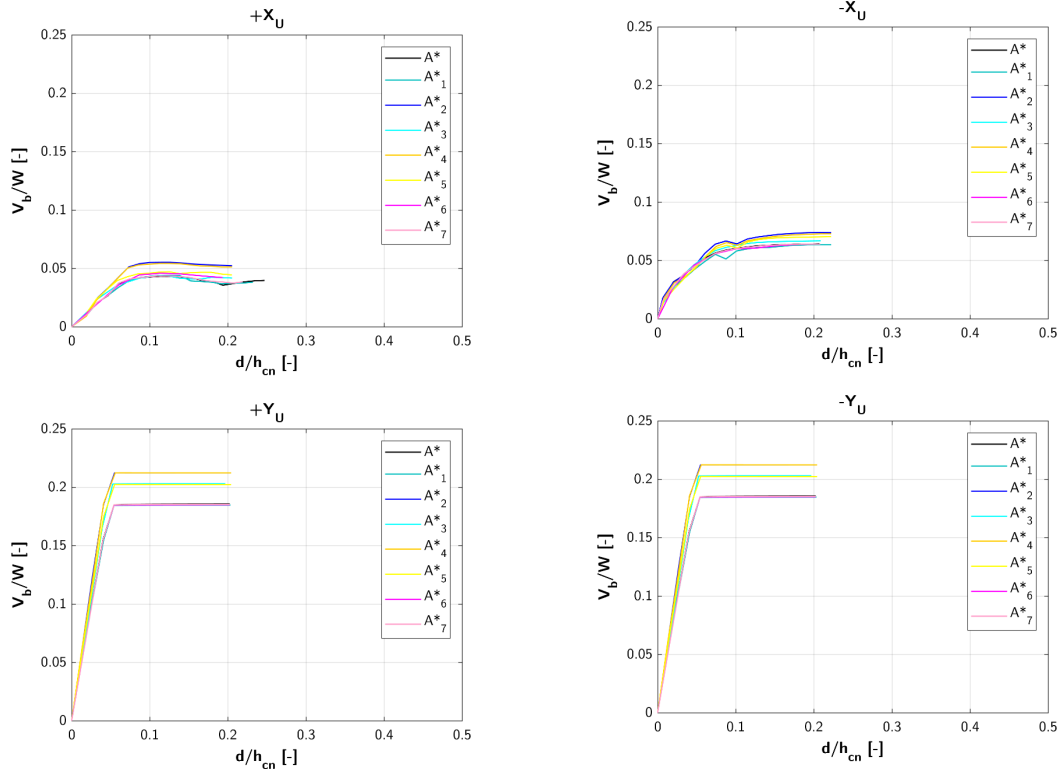 +X_U
0.25
0.2
0.15
0.1
0.05
0
V_b/W [-]
0 0.1 0.2 0.3 0.4 0.5
d/h_cn [-]
A*
A*_1
A*_2
A*_3
A*_4
A*_5
A*_6
A*_7
-X_U
0.25
0.2
0.15
0.1
0.05
0
V_b/W [-]
0 0.1 0.2 0.3 0.4 0.5
d/h_cn [-]
A*
A*_1
A*_2
A*_3
A*_4
A*_5
A*_6
A*_7
+Y_U
0.25
0.2
0.15
0.1
0.05
0
V_b/W [-]
0 0.1 0.2 0.3 0.4 0.5
d/h_cn [-]
A*
A*_1
A*_2
A*_3
A*_4
A*_5
A*_6
A*_7
-Y_U
0.25
0.2
0.15
0.1
0.05
0
V_b/W [-]
0 0.1 0.2 0.3 0.4 0.5
d/h_cn [-]
A*
A*_1
A*_2
A*_3
A*_4
A*_5
A*_6
A*_7